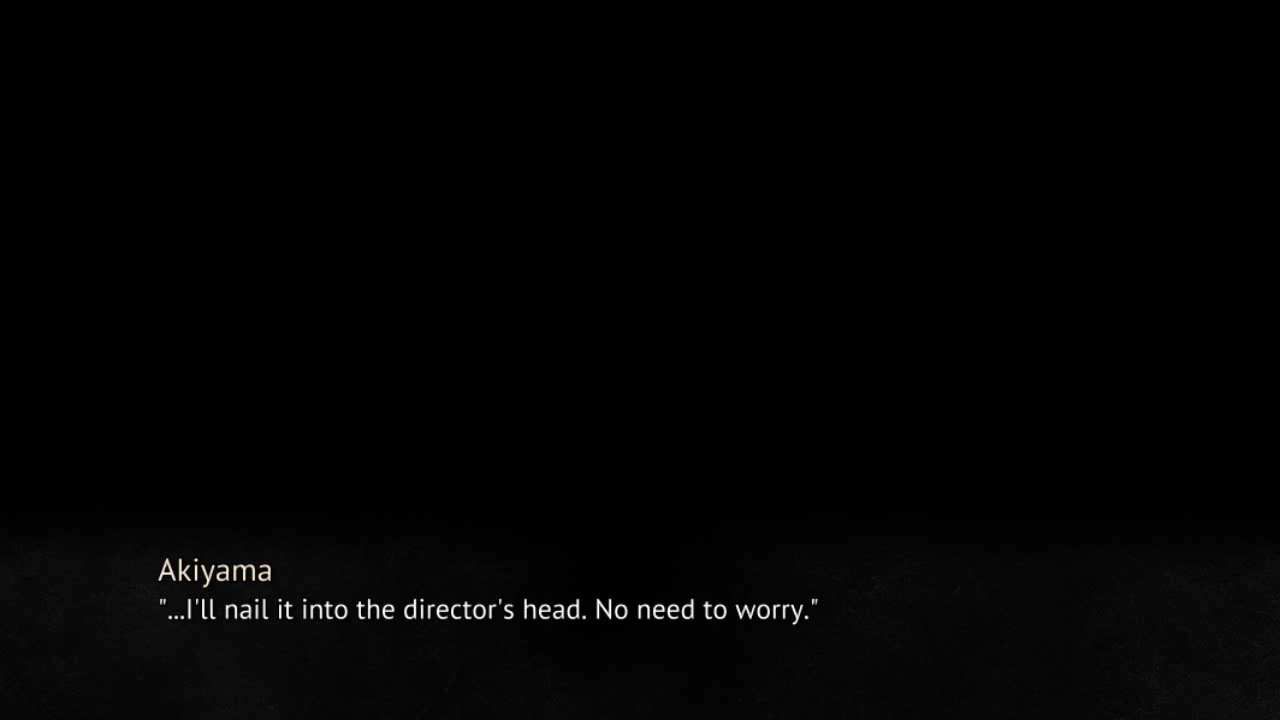 Akiyama
"...I'll nail it into the director's head. No need to worry."